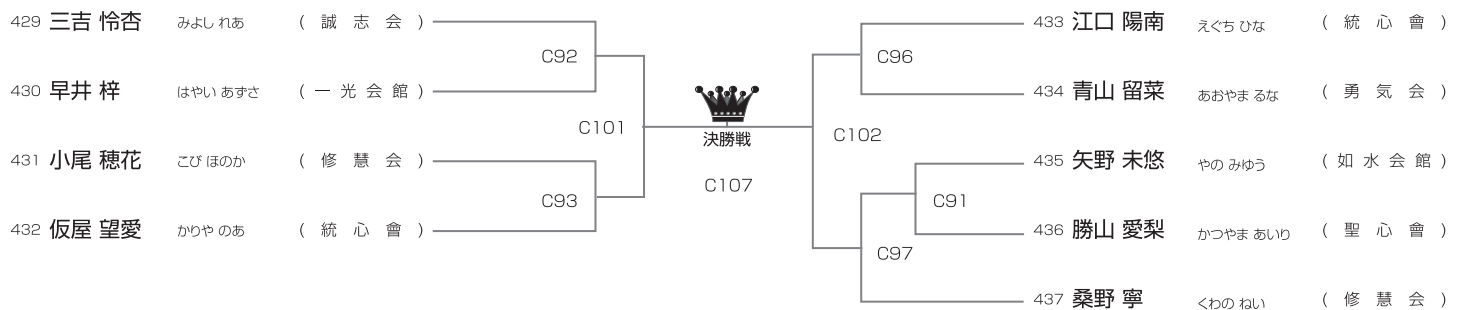 429 三吉 怜杏 みよし れあ ( 誠 志 会 )
430 早井 梓 はやい あずさ ( 一 光 会 館 )
431 小尾 穂花 こび ほのか ( 修 慧 会 )
432 仮屋 望愛 かりや のあ ( 統 心 會 )
C92
C93
C101
決勝戦
C107
C102
C96
C91
C97
433 江口 陽南 えぐち ひな ( 統 心 會 )
434 青山 留菜 あおやま るな ( 勇 気 会 )
435 矢野 未悠 やの みゆう ( 如 水 会 館 )
436 勝山 愛梨 かつやま あいり ( 聖 心 會 )
437 桑野 寧 くわの ねい ( 修 慧 会 )